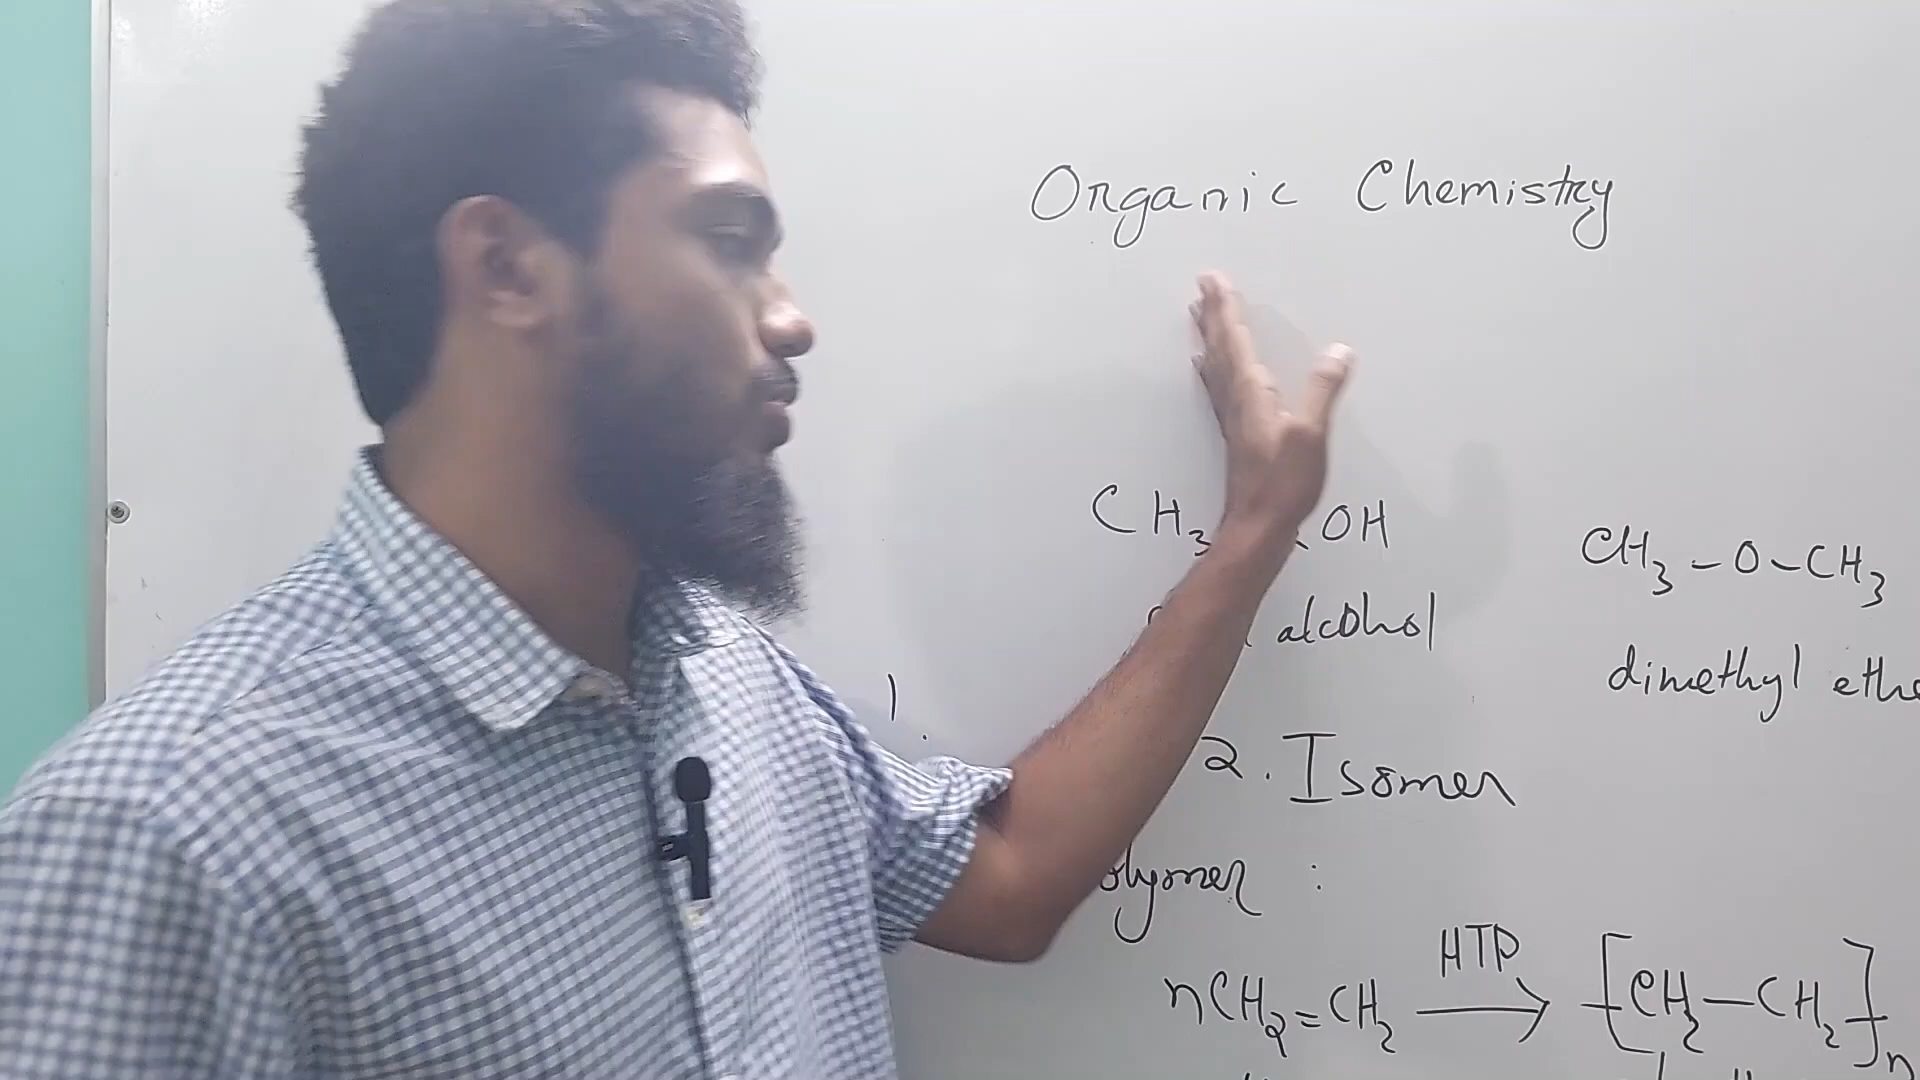 Organic Chemistry
CH3 OH
CH3-O-CH3
alcohol
dimethyl
1.
2. Isomer
:
nCH2=CH2 HTP → [CH2-CH2]n